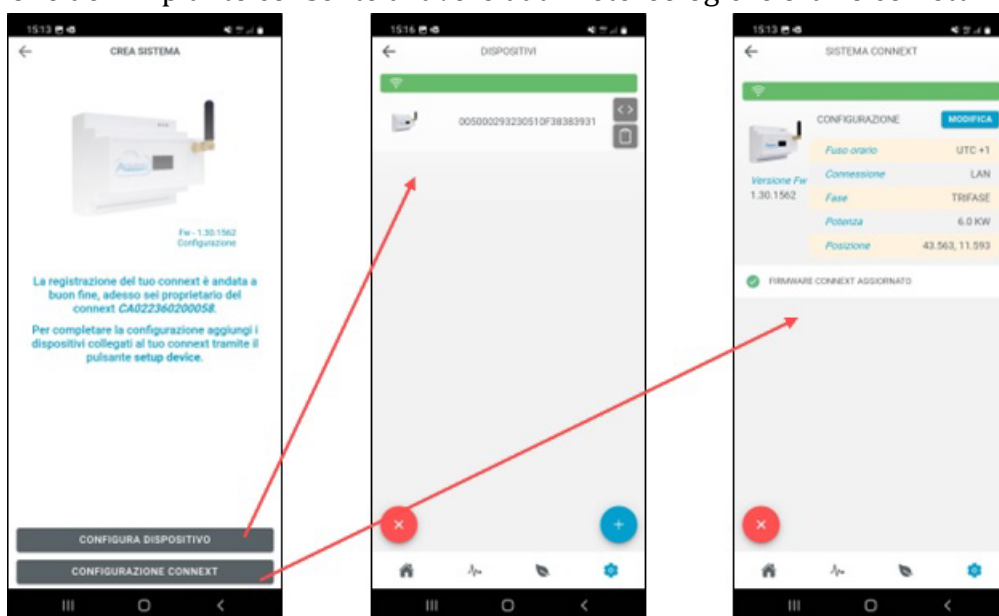 15:13
CREA SISTEMA
Fw - 1.30.1562
Configurazione
La registrazione del tuo connext è andata a
buon fine, adesso sei proprietario del
connext CA022360200058.
Per completare la configurazione aggiungi i
dispositivi collegati al tuo connext tramite il
pulsante setup device.
CONFIGURA DISPOSITIVO
CONFIGURAZIONE CONNEXT
15:16
DISPOSITIVI
005000293230510F38383931
15:13
SISTEMA CONNEXT
CONFIGURAZIONE
MODIFICA
Fuso orario UTC +1
Connessione LAN
Fase TRIFASE
Potenza 6.0 KW
Posizione 43.563, 11.593
Versione Fw
1.30.1562
FIRMWARE CONNEXT AGGIORNATO